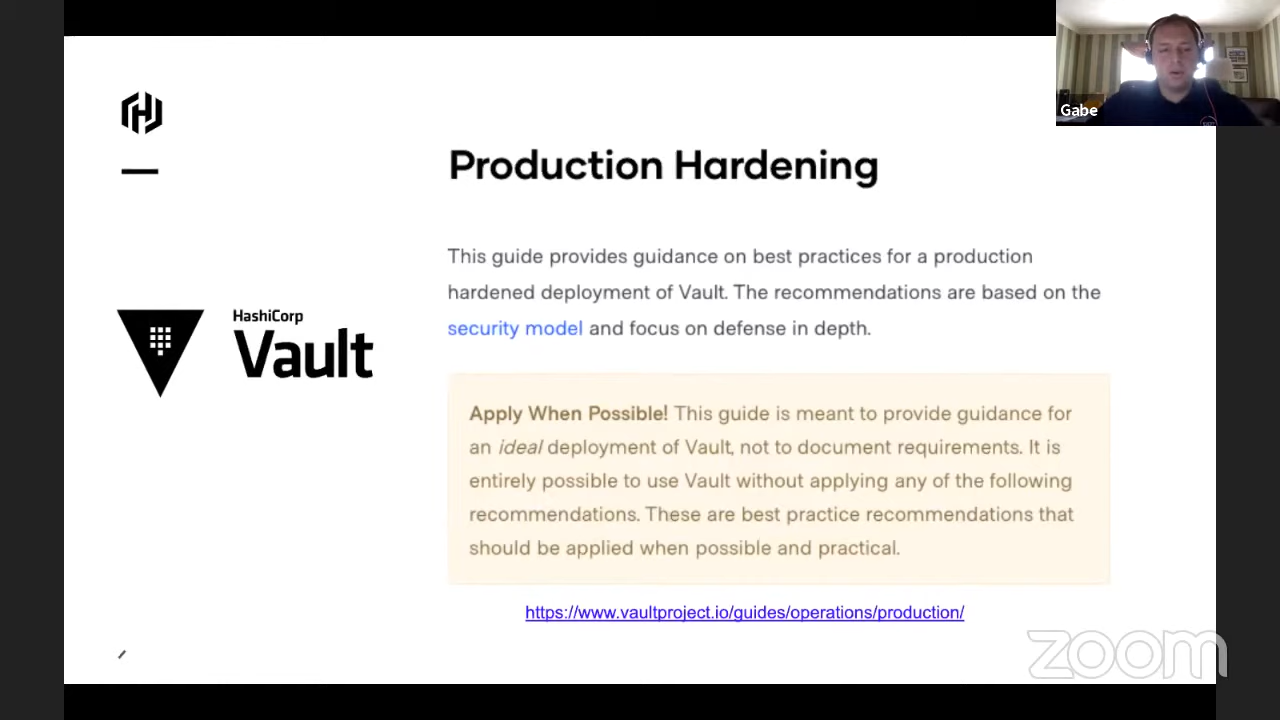 Gabe
Production Hardening
This guide provides guidance on best practices for a production
hardened deployment of Vault. The recommendations are based on the
security model and focus on defense in depth.
HashiCorp
Vault
Apply When Possible! This guide is meant to provide guidance for
an ideal deployment of Vault, not to document requirements. It is
entirely possible to use Vault without applying any of the following
recommendations. These are best practice recommendations that
should be applied when possible and practical.
https://www.vaultproject.io/guides/operations/production/
zoom